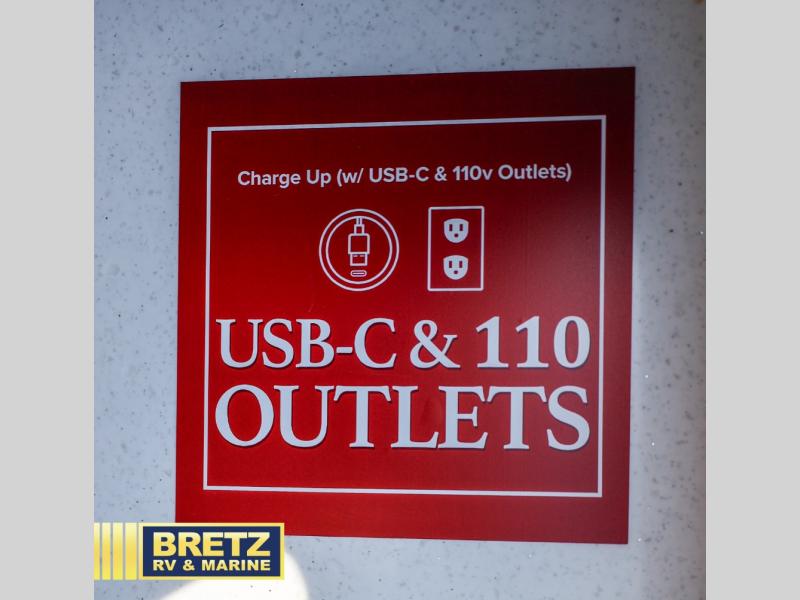 Charge Up (w/ USB-C & 110v Outlets)
USB-C & 110
OUTLETS
BRETZ
RV & MARINE